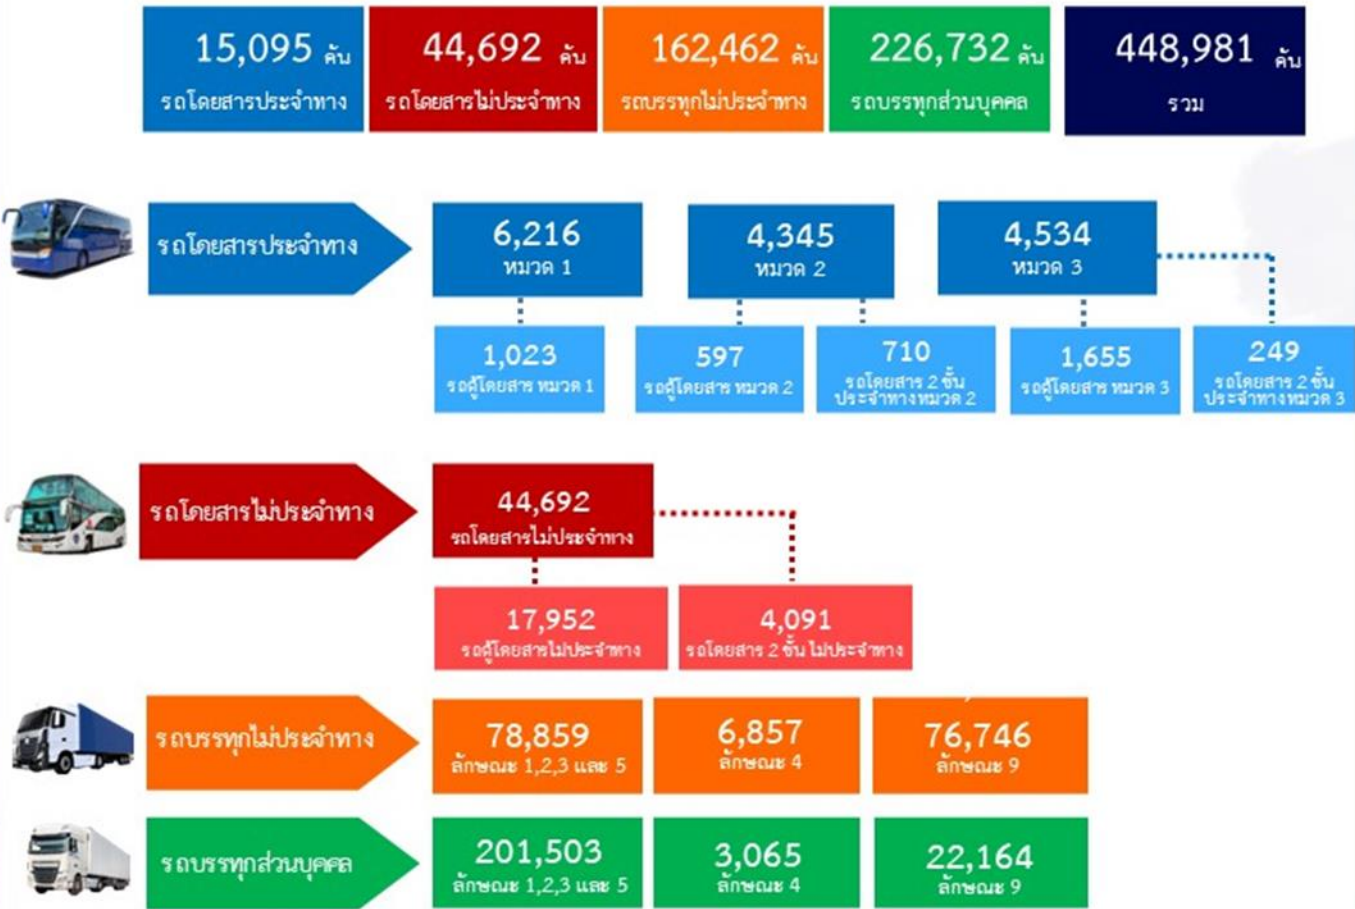 15,095 คัน
รถโดยสารประจำทาง
44,692 คัน
รถโดยสารไม่ประจำทาง
162,462 คัน
รถบรรทุกไม่ประจำทาง
226,732 คัน
รถบรรทุกส่วนบุคคล
448,981 คัน
รวม
รถโดยสารประจำทาง
6,216
หมวด 1
4,345
หมวด 2
4,534
หมวด 3
1,023
รถตู้โดยสาร หมวด 1
597
รถตู้โดยสาร หมวด 2
710
รถโดยสาร 2 ชั้น
ประจำทางหมวด 2
1,655
รถตู้โดยสาร หมวด 3
249
รถโดยสาร 2 ชั้น
ประจำทางหมวด 3
รถโดยสารไม่ประจำทาง
44,692
รถโดยสารไม่ประจำทาง
17,952
รถตู้โดยสารไม่ประจำทาง
4,091
รถโดยสาร 2 ชั้น ไม่ประจำทาง
รถบรรทุกไม่ประจำทาง
78,859
ลักษณะ 1,2,3 และ 5
6,857
ลักษณะ 4
76,746
ลักษณะ 9
รถบรรทุกส่วนบุคคล
201,503
ลักษณะ 1,2,3 และ 5
3,065
ลักษณะ 4
22,164
ลักษณะ 9